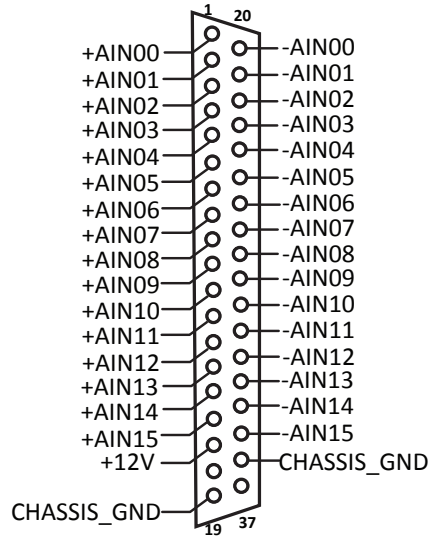 1 20
+AIN00 -AIN00
+AIN01 -AIN01
+AIN02 -AIN02
+AIN03 -AIN03
+AIN04 -AIN04
+AIN05 -AIN05
+AIN06 -AIN06
+AIN07 -AIN07
+AIN08 -AIN08
+AIN09 -AIN09
+AIN10 -AIN10
+AIN11 -AIN11
+AIN12 -AIN12
+AIN13 -AIN13
+AIN14 -AIN14
+AIN15 -AIN15
+12V CHASSIS_GND
CHASSIS_GND
19 37